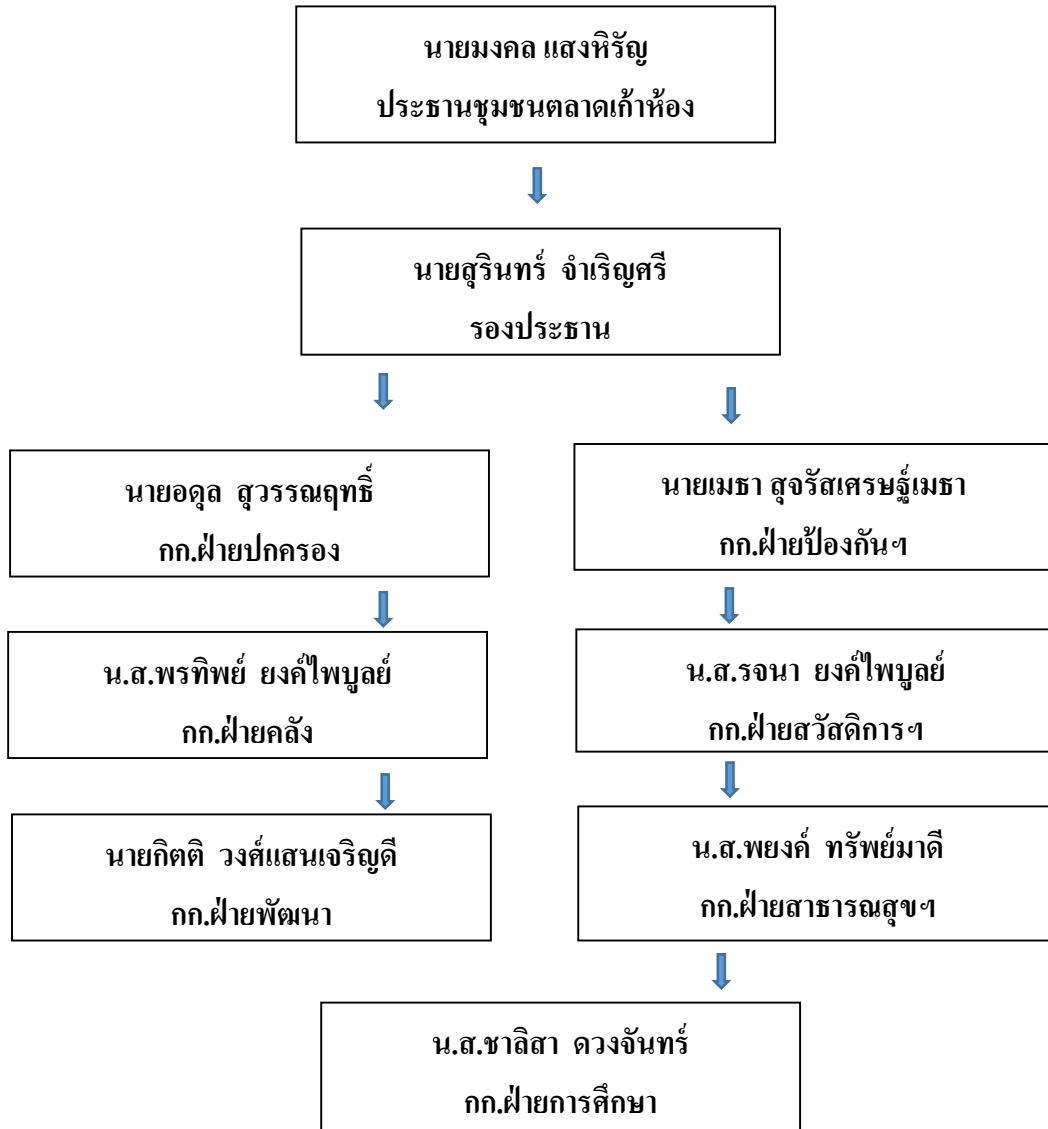 นายมงคล แสงหิรัญ
ประธานชุมชนตลาดเก้าห้อง
นายสุรินทร์ จำเริญศรี
รองประธาน
นายอดุล สุวรรณฤทธิ์
กก.ฝ่ายปกครอง
นายเมธา สุจรัสเศรษฐ์เมธา
กก.ฝ่ายป้องกันฯ
น.ส.พรทิพย์ ยงค์ไพบูลย์
กก.ฝ่ายคลัง
น.ส.รจนา ยงค์ไพบูลย์
กก.ฝ่ายสวัสดิการฯ
นายกิตติ วงศ์แสนเจริญดี
กก.ฝ่ายพัฒนา
น.ส.พยงค์ ทรัพย์มาดี
กก.ฝ่ายสาธารณสุขฯ
น.ส.ชาลิสา ดวงจันทร์
กก.ฝ่ายการศึกษา